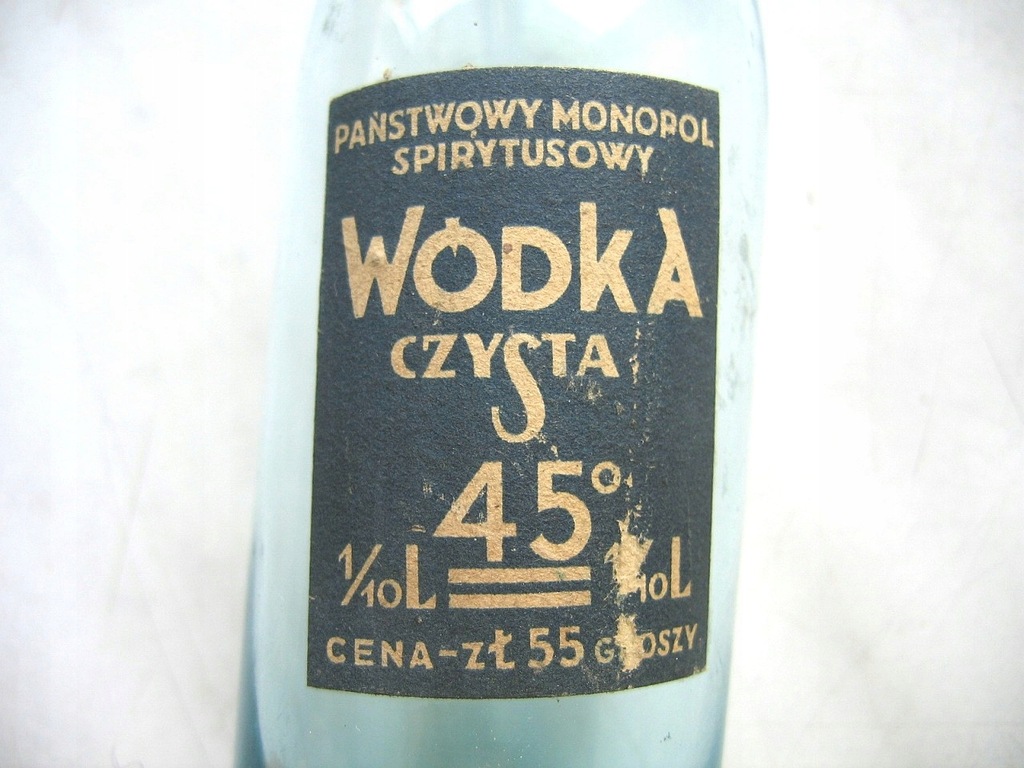 PAŃSTWOWY MONOPOL
SPIRYTUSOWY
WÓDKA
CZYSTA
45°
1/10L 1/10L
CENA-ZŁ 55 GROSZY